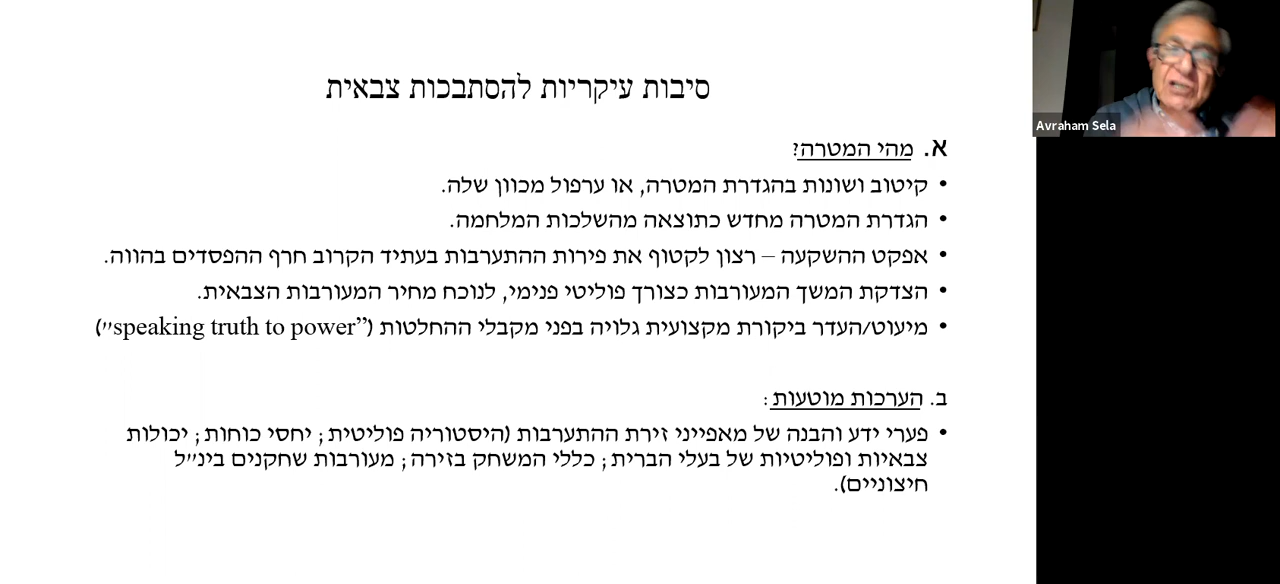 סיבות עיקריות להסתבכות צבאית
א. מהי המטרה?
• קיטוב ושונות בהגדרת המטרה, או ערפול מכוון שלה.
• הגדרת המטרה מחדש כתוצאה מהשלכות המלחמה.
• אפקט ההשקעה – רצון לקטוף את פירות ההתערבות בעתיד הקרוב חרף ההפסדים בהווה.
• הצדקת המשך המעורבות כצורך פוליטי פנימי, לנוכח מחיר המעורבות הצבאית.
• מיעוט/העדר ביקורת מקצועית גלויה בפני מקבלי ההחלטות ("speaking truth to power")
ב. הערכות מוטעות:
• פערי ידע והבנה של מאפייני זירת ההתערבות (היסטוריה פוליטית; יחסי כוחות; יכולות
צבאיות ופוליטיות של בעלי הברית; כללי המשחק בזירה; מעורבות שחקנים בינ״ל
חיצוניים).
Avraham Sela